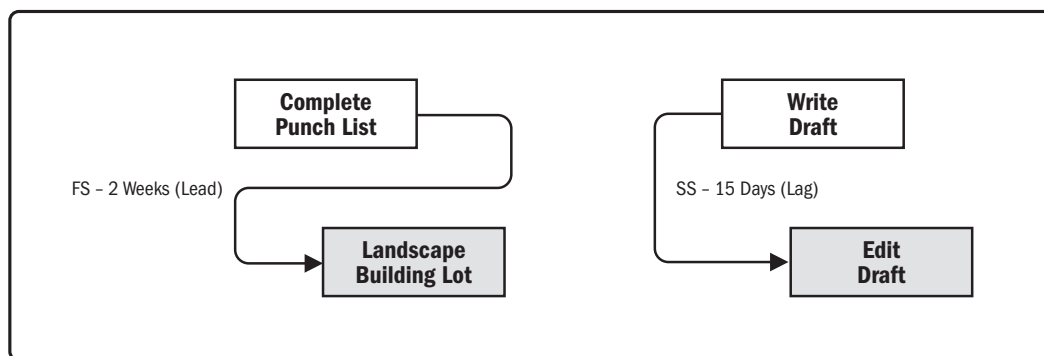 Complete
Punch List
FS – 2 Weeks (Lead)
Landscape
Building Lot
Write
Draft
SS – 15 Days (Lag)
Edit
Draft